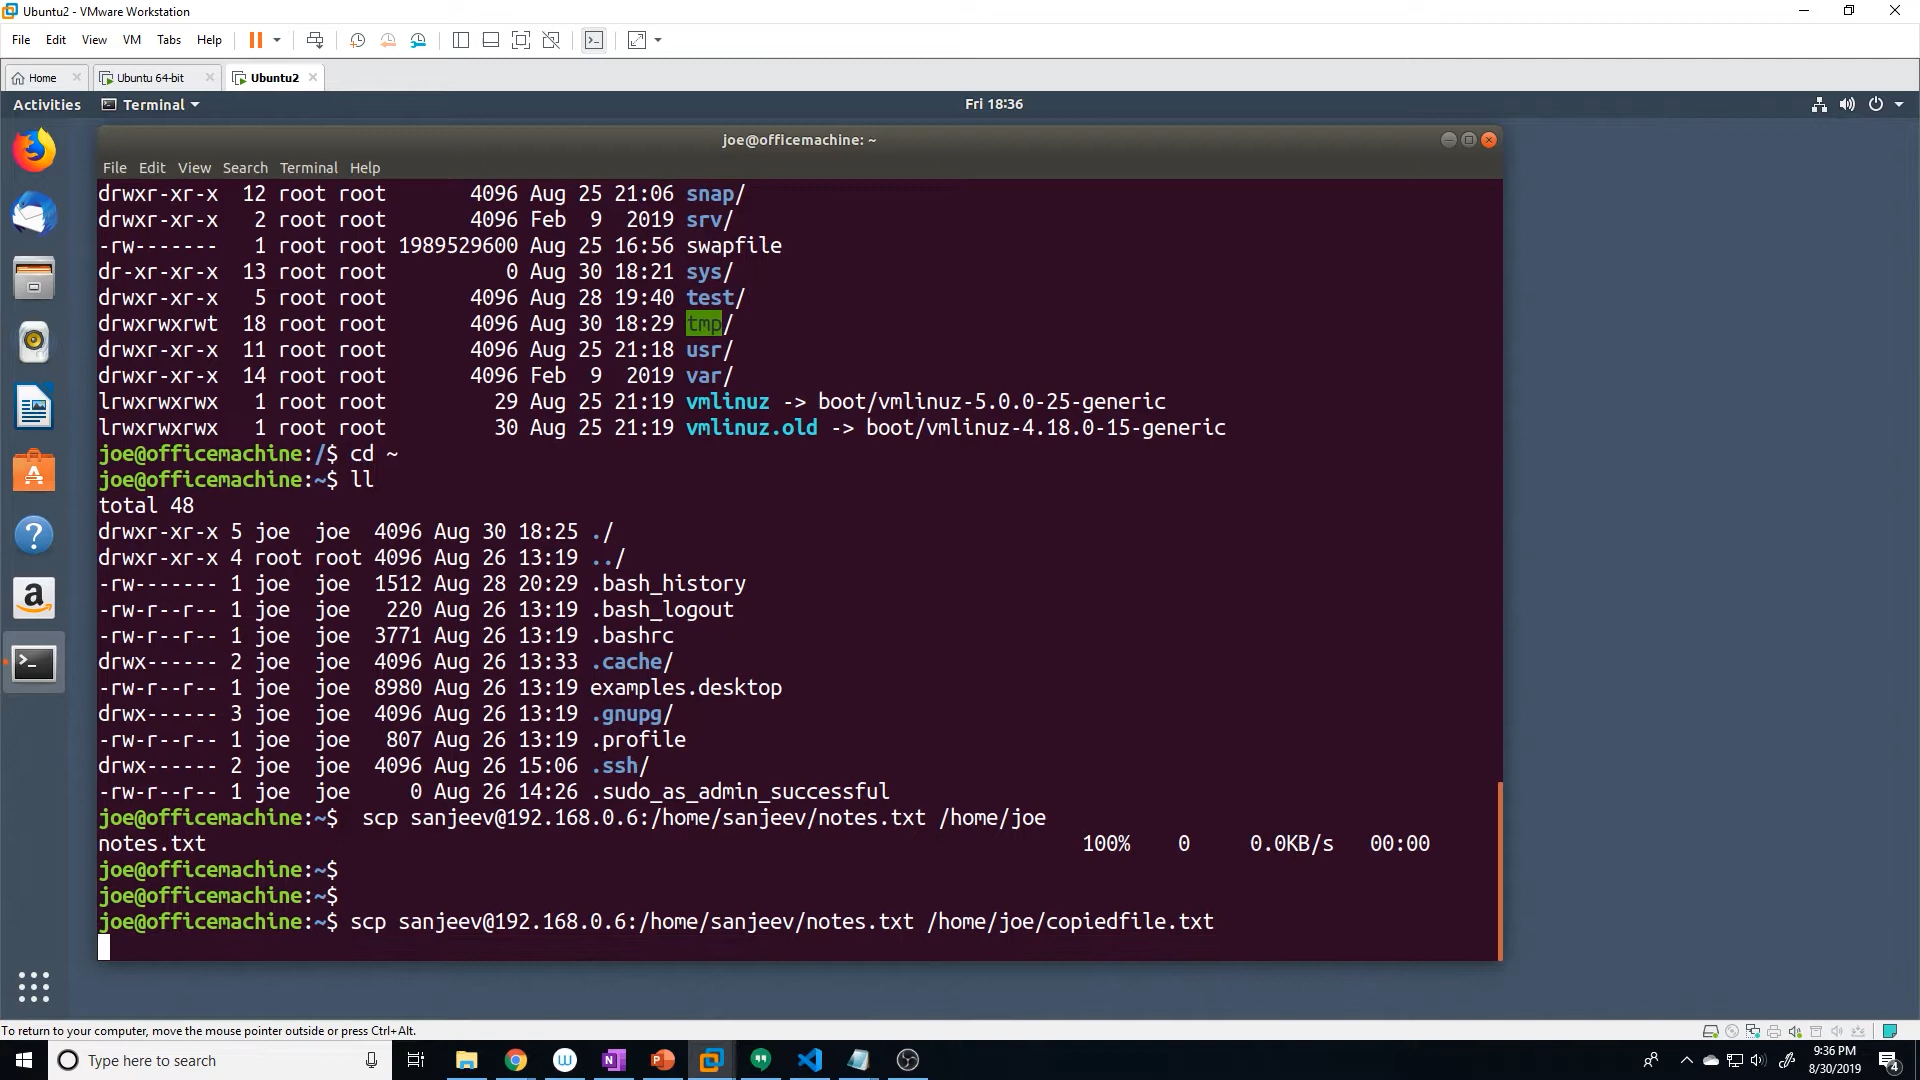 Ubuntu2 - VMware Workstation
File Edit View VM Tabs Help
Home Ubuntu 64-bit Ubuntu2
Activities Terminal Fri 18:36
joe@officemachine: ~
File Edit View Search Terminal Help
drwxr-xr-x 12 root root 4096 Aug 25 21:06 snap/
drwxr-xr-x 2 root root 4096 Feb 9 2019 srv/
-rw------- 1 root root 1989529600 Aug 25 16:56 swapfile
dr-xr-xr-x 13 root root 0 Aug 30 18:21 sys/
drwxr-xr-x 5 root root 4096 Aug 28 19:40 test/
drwxrwxrwt 18 root root 4096 Aug 30 18:29 tmp/
drwxr-xr-x 11 root root 4096 Aug 25 21:18 usr/
drwxr-xr-x 14 root root 4096 Feb 9 2019 var/
lrwxrwxrwx 1 root root 29 Aug 25 21:19 vmlinuz -> boot/vmlinuz-5.0.0-25-generic
lrwxrwxrwx 1 root root 30 Aug 25 21:19 vmlinuz.old -> boot/vmlinuz-4.18.0-15-generic
joe@officemachine:/$ cd ~
joe@officemachine:~$ ll
total 48
drwxr-xr-x 5 joe joe 4096 Aug 30 18:25 ./
drwxr-xr-x 4 root root 4096 Aug 26 13:19 ../
-rw------- 1 joe joe 1512 Aug 28 20:29 .bash_history
-rw-r--r-- 1 joe joe 220 Aug 26 13:19 .bash_logout
-rw-r--r-- 1 joe joe 3771 Aug 26 13:19 .bashrc
drwx------ 2 joe joe 4096 Aug 26 13:33 .cache/
-rw-r--r-- 1 joe joe 8980 Aug 26 13:19 examples.desktop
drwx------ 3 joe joe 4096 Aug 26 13:19 .gnupg/
-rw-r--r-- 1 joe joe 807 Aug 26 13:19 .profile
drwx------ 2 joe joe 4096 Aug 26 15:06 .ssh/
-rw-r--r-- 1 joe joe 0 Aug 26 14:26 .sudo_as_admin_successful
joe@officemachine:~$ scp sanjeev@192.168.0.6:/home/sanjeev/notes.txt /home/joe
notes.txt 100% 0 0.0KB/s 00:00
joe@officemachine:~$
joe@officemachine:~$
joe@officemachine:~$ scp sanjeev@192.168.0.6:/home/sanjeev/notes.txt /home/joe/copiedfile.txt
To return to your computer, move the mouse pointer outside or press Ctrl+Alt.
Type here to search
9:36 PM
8/30/2019
4